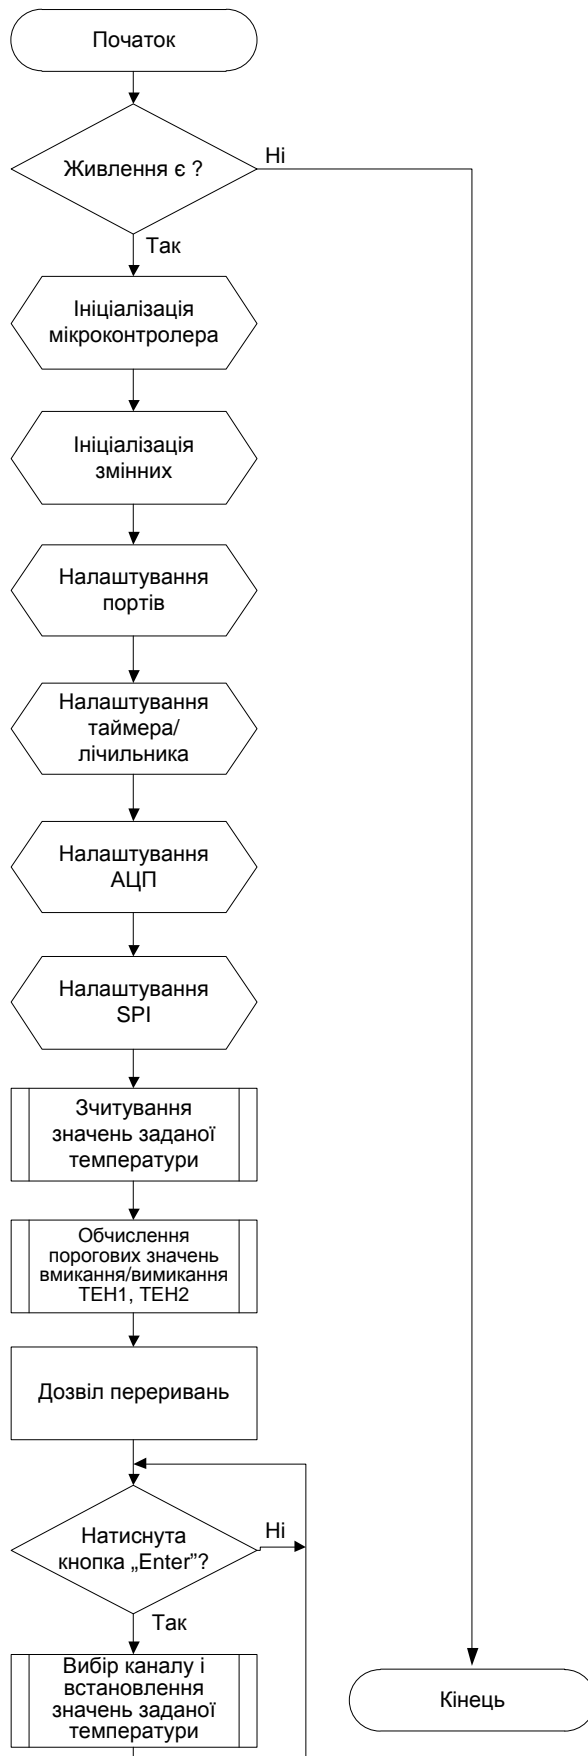 Початок
Живлення є ?
Ні
Так
Ініціалізація
мікроконтролера
Ініціалізація
змінних
Налаштування
портів
Налаштування
таймера/
лічильника
Налаштування
АЦП
Налаштування
SPI
Зчитування
значень заданої
температури
Обчислення
порогових значень
вмикання/вимикання
ТЕН1, ТЕН2
Дозвіл переривань
Натиснута
кнопка „Enter”?
Ні
Так
Вибір каналу і
встановлення
значень заданої
температури
Кінець